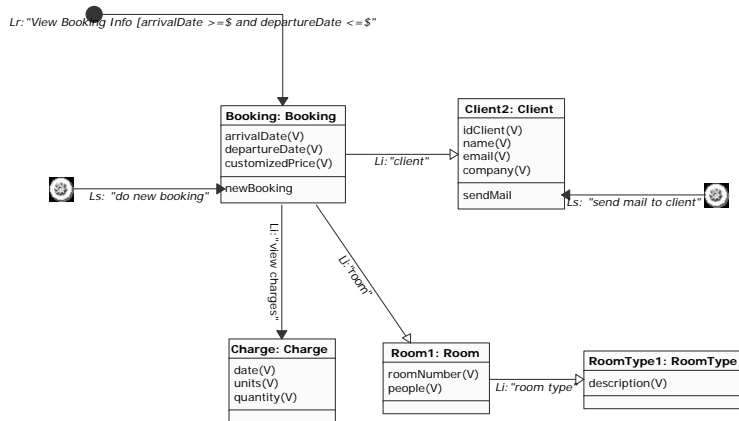 Lr:"View Booking Info [arrivalDate >=$ and departureDate <=$"
Booking: Booking
arrivalDate(V)
departureDate(V)
customizedPrice(V)
newBooking
Client2: Client
idClient(V)
name(V)
email(V)
company(V)
sendMail
Li:"client"
Ls: "do new booking"
Ls: "send mail to client"
Li:"view charges"
Li:"room"
Charge: Charge
date(V)
units(V)
quantity(V)
Room1: Room
roomNumber(V)
people(V)
Li:"room type"
RoomType1: RoomType
description(V)